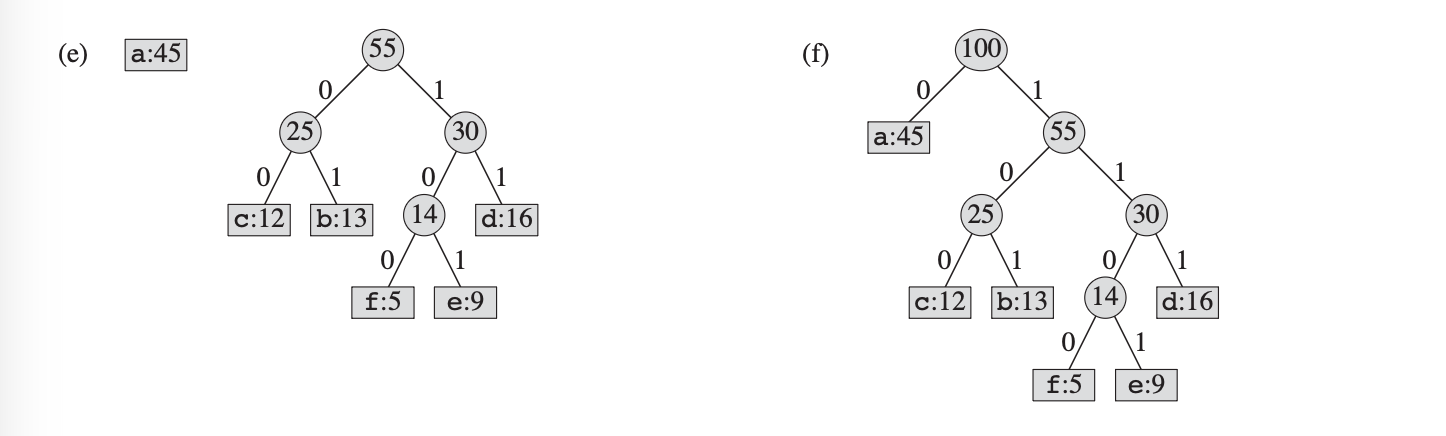 (e) a:45 55 (f) 100
0 1 0 1
25 30 a:45 55
0 1 0 1 0 1
c:12 b:13 14 d:16 25 30
0 1 0 1 0 1
f:5 e:9 c:12 b:13 14 d:16
0 1
f:5 e:9